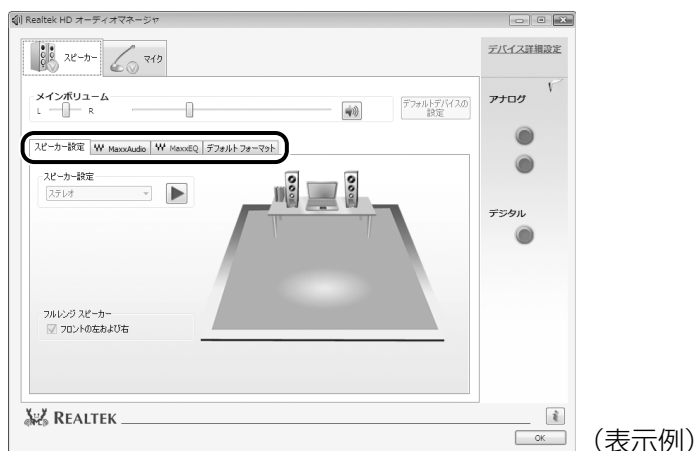 Realtek HD オーディオマネージャ
スピーカー
マイク
デバイス詳細設定
メインボリューム
L
R
デフォルトデバイスの
設定
アナログ
スピーカー設定
MaxxAudio
MaxxEQ
デフォルト フォーマット
スピーカー設定
ステレオ
デジタル
フルレンジ スピーカー
フロントの左および右
REALTEK
i
OK
（表示例）